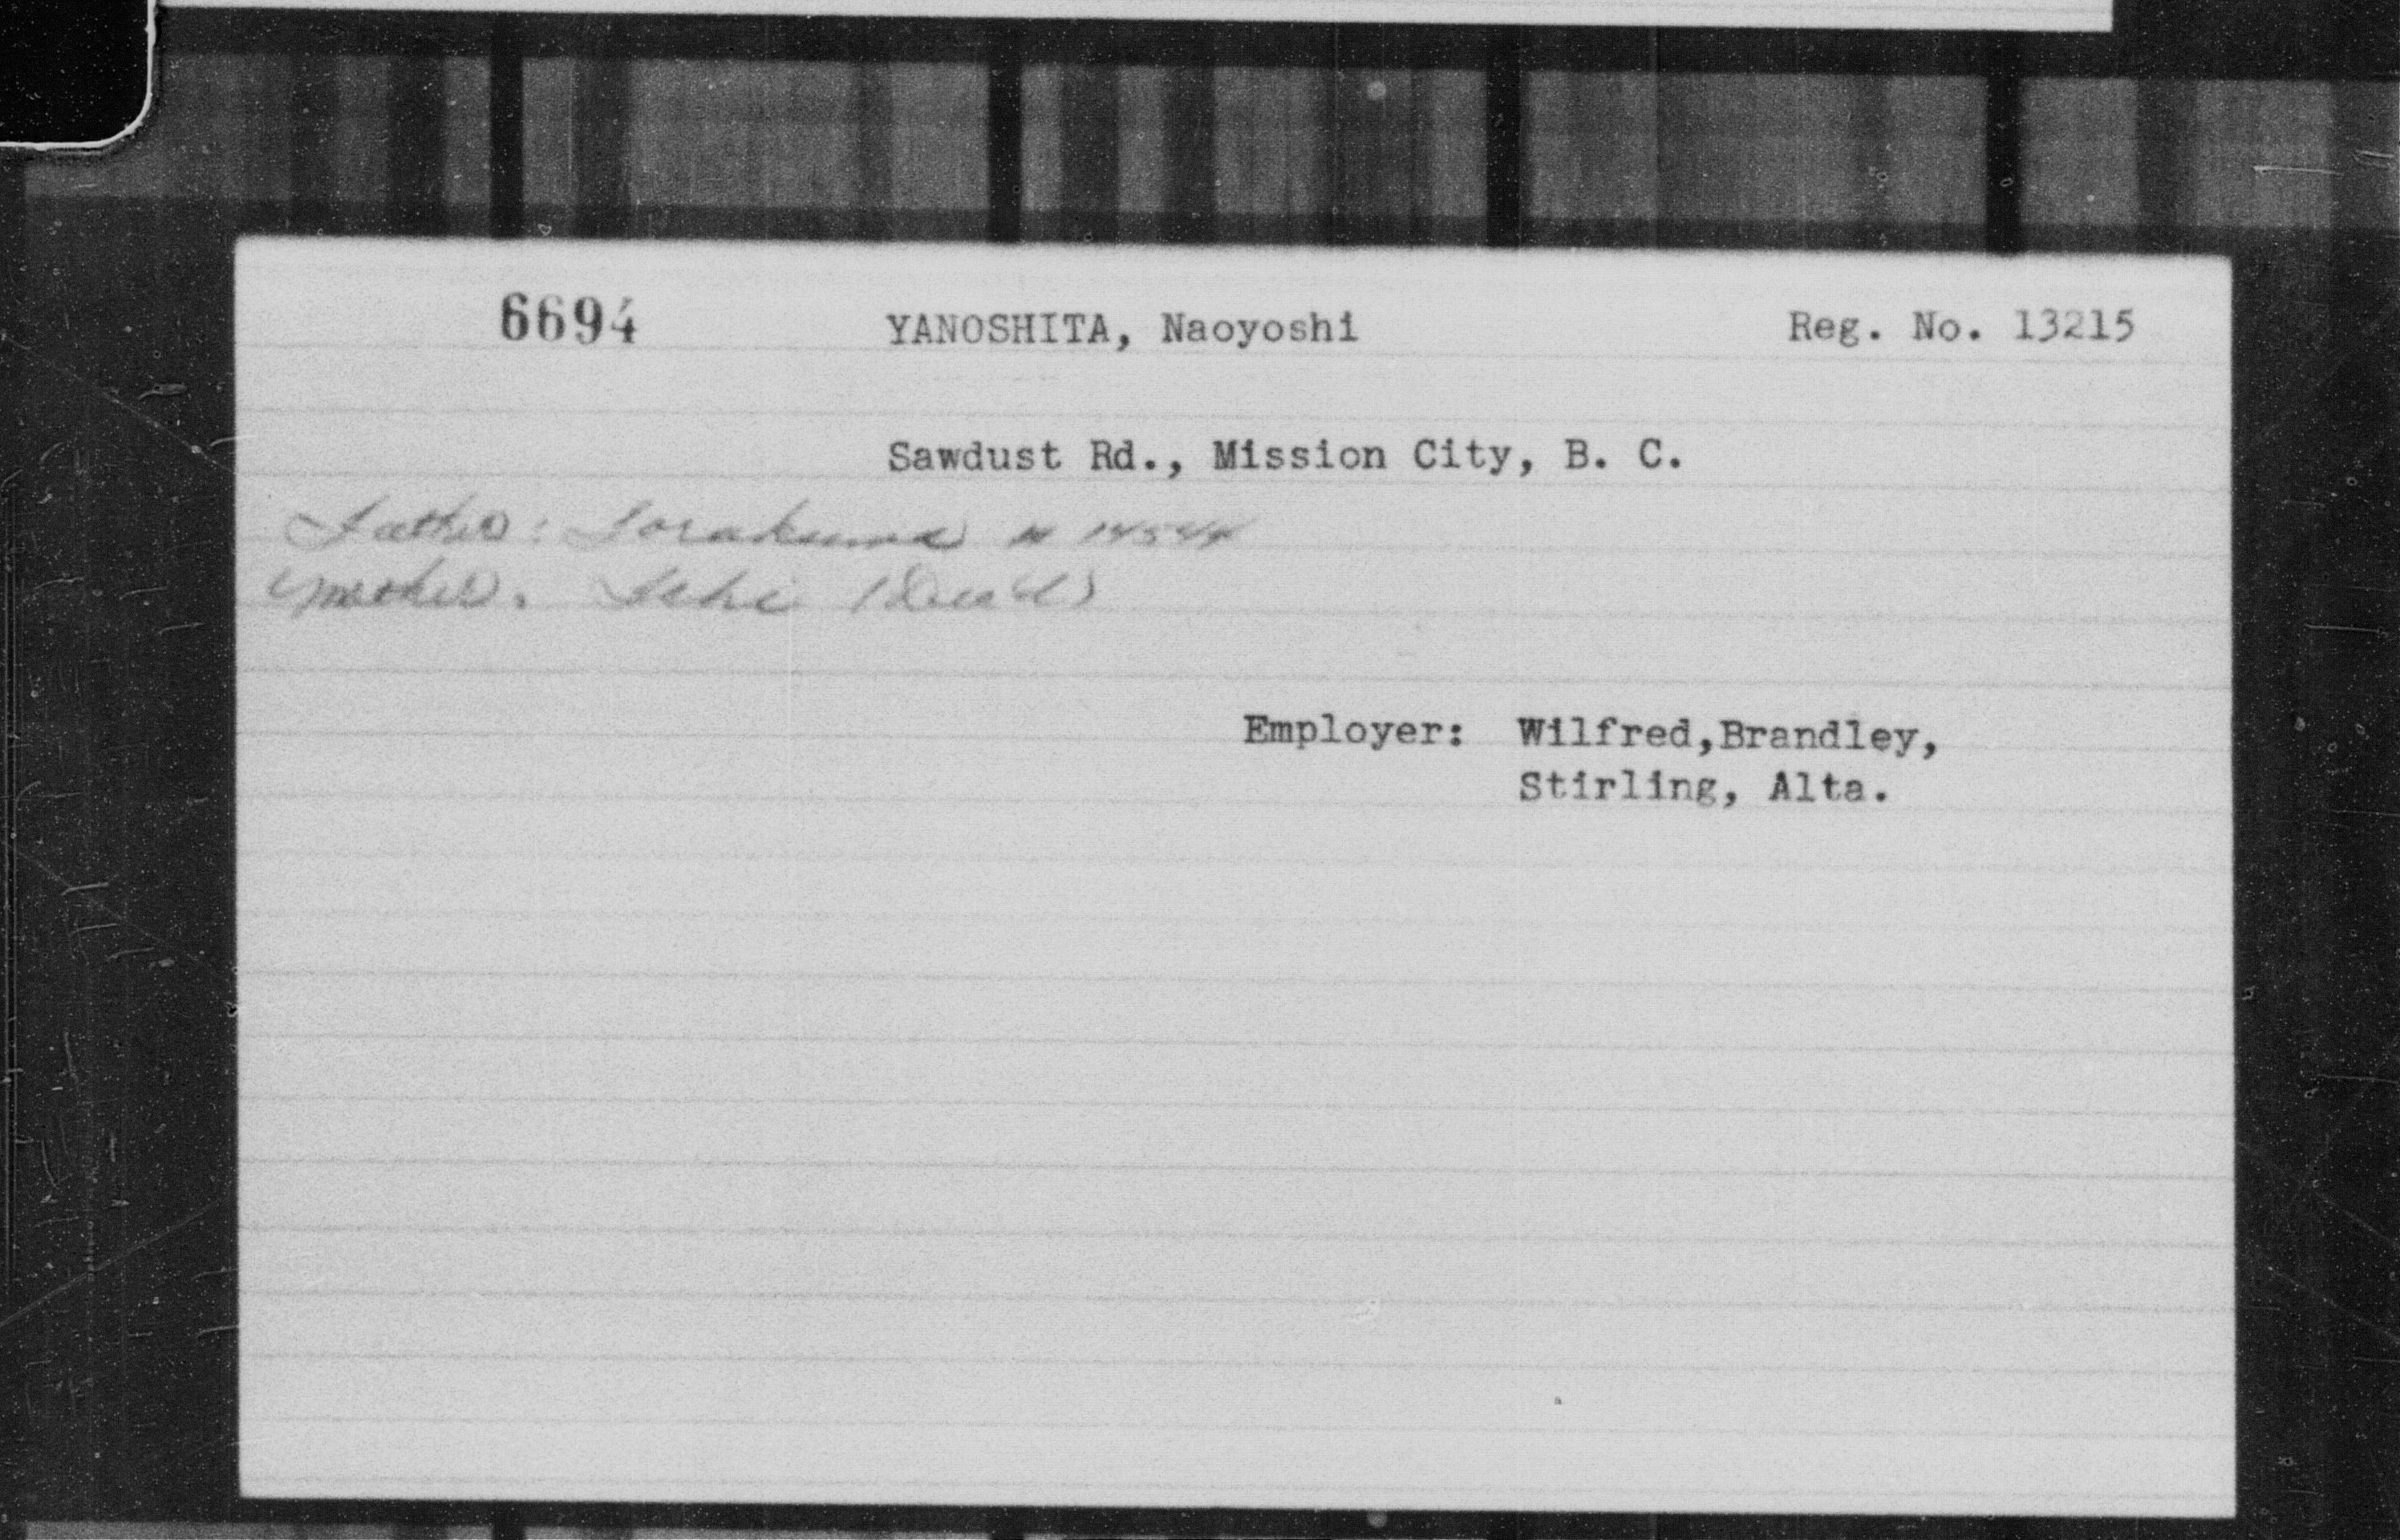 6694 YANOSHITA, Naoyoshi Reg. No. 13215
Sawdust Rd., Mission City, B. C.
Father: Torakuma # 14544
Mother. (Dead)
Employer: Wilfred,Brandley,
Stirling, Alta.